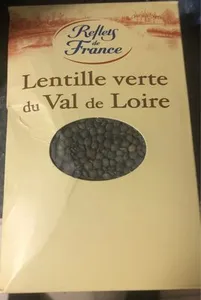 Reflets
de
France
Lentille verte
du Val de Loire